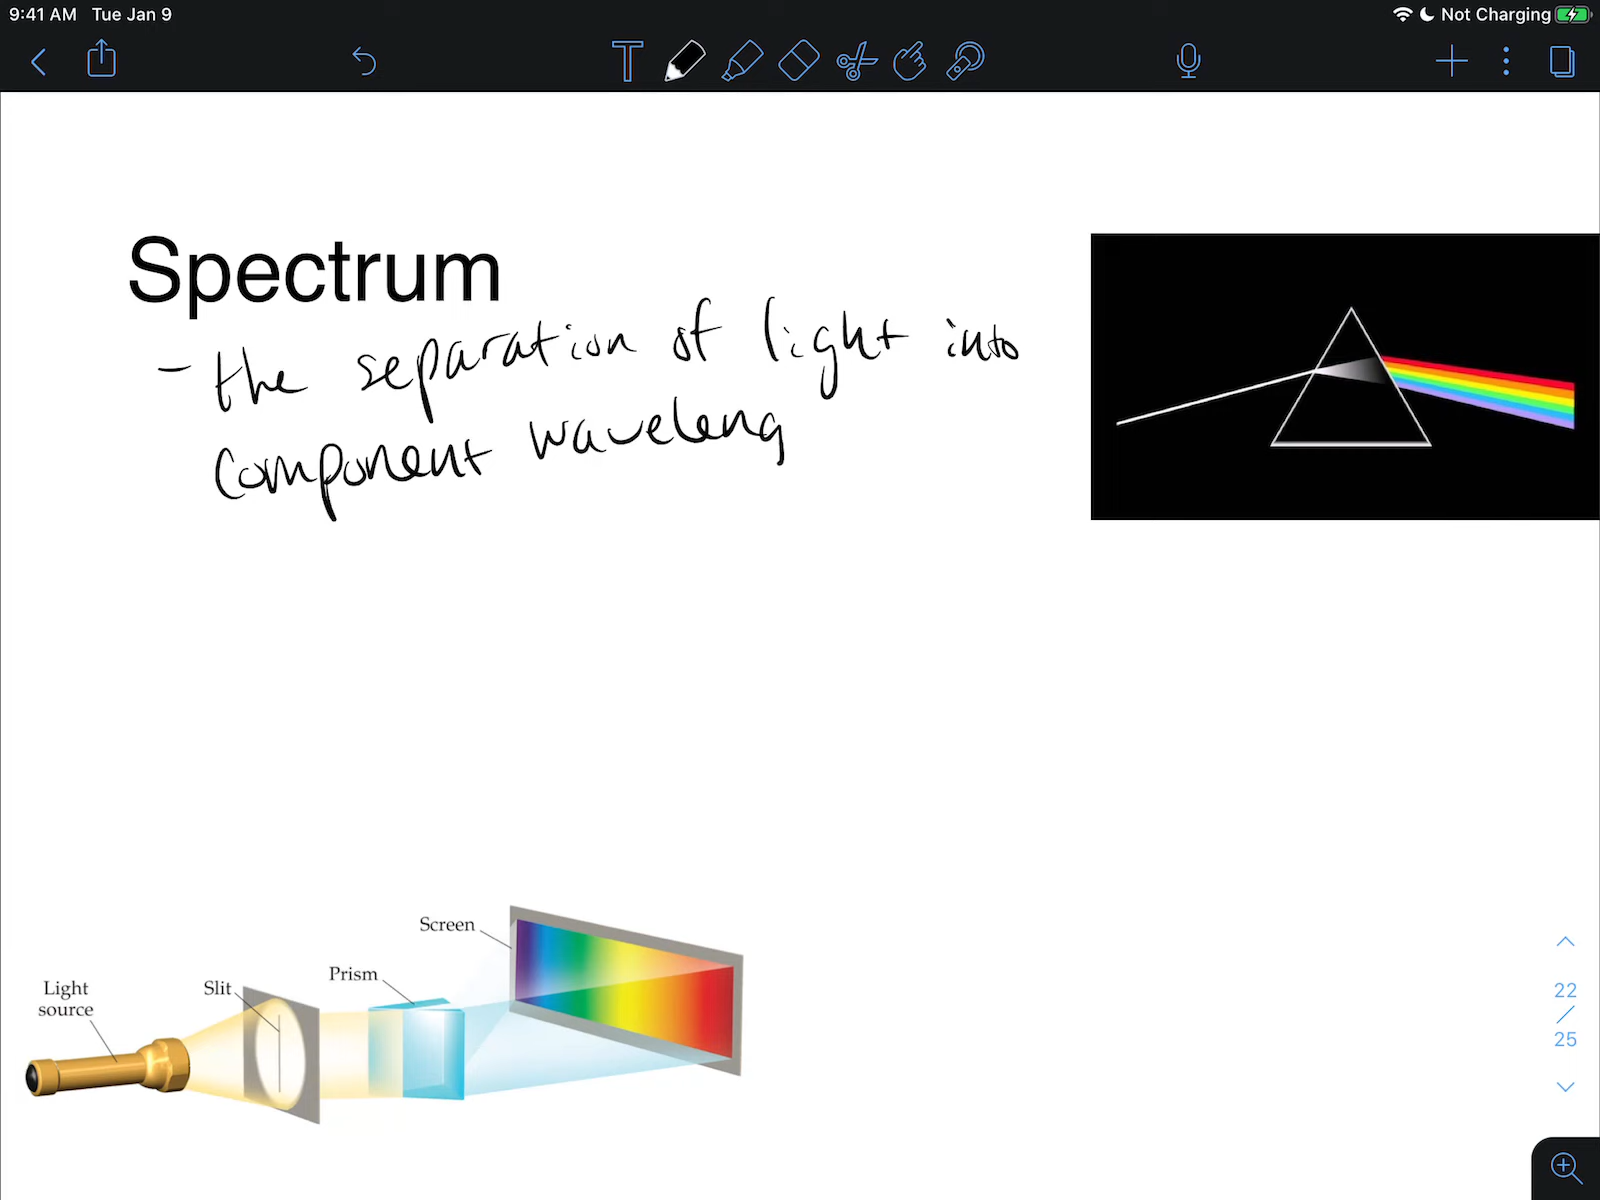 9:41 AM Tue Jan 9
Not Charging
T
Spectrum
- the separation of light into
component waveleng
Screen
Prism
Slit
Light
source
22
/
25